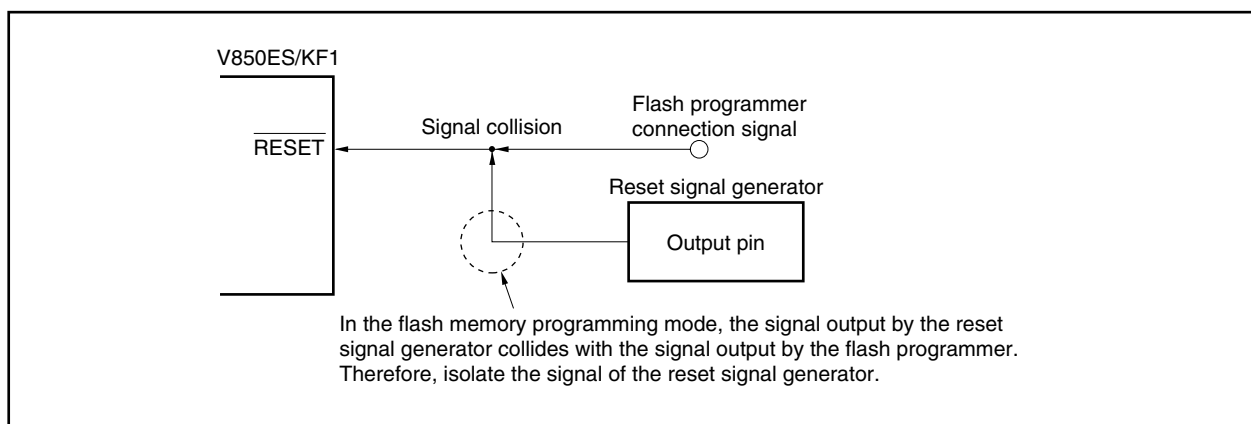 V850ES/KF1
Flash programmer
connection signal
Signal collision
RESET
Reset signal generator
Output pin
In the flash memory programming mode, the signal output by the reset
signal generator collides with the signal output by the flash programmer.
Therefore, isolate the signal of the reset signal generator.